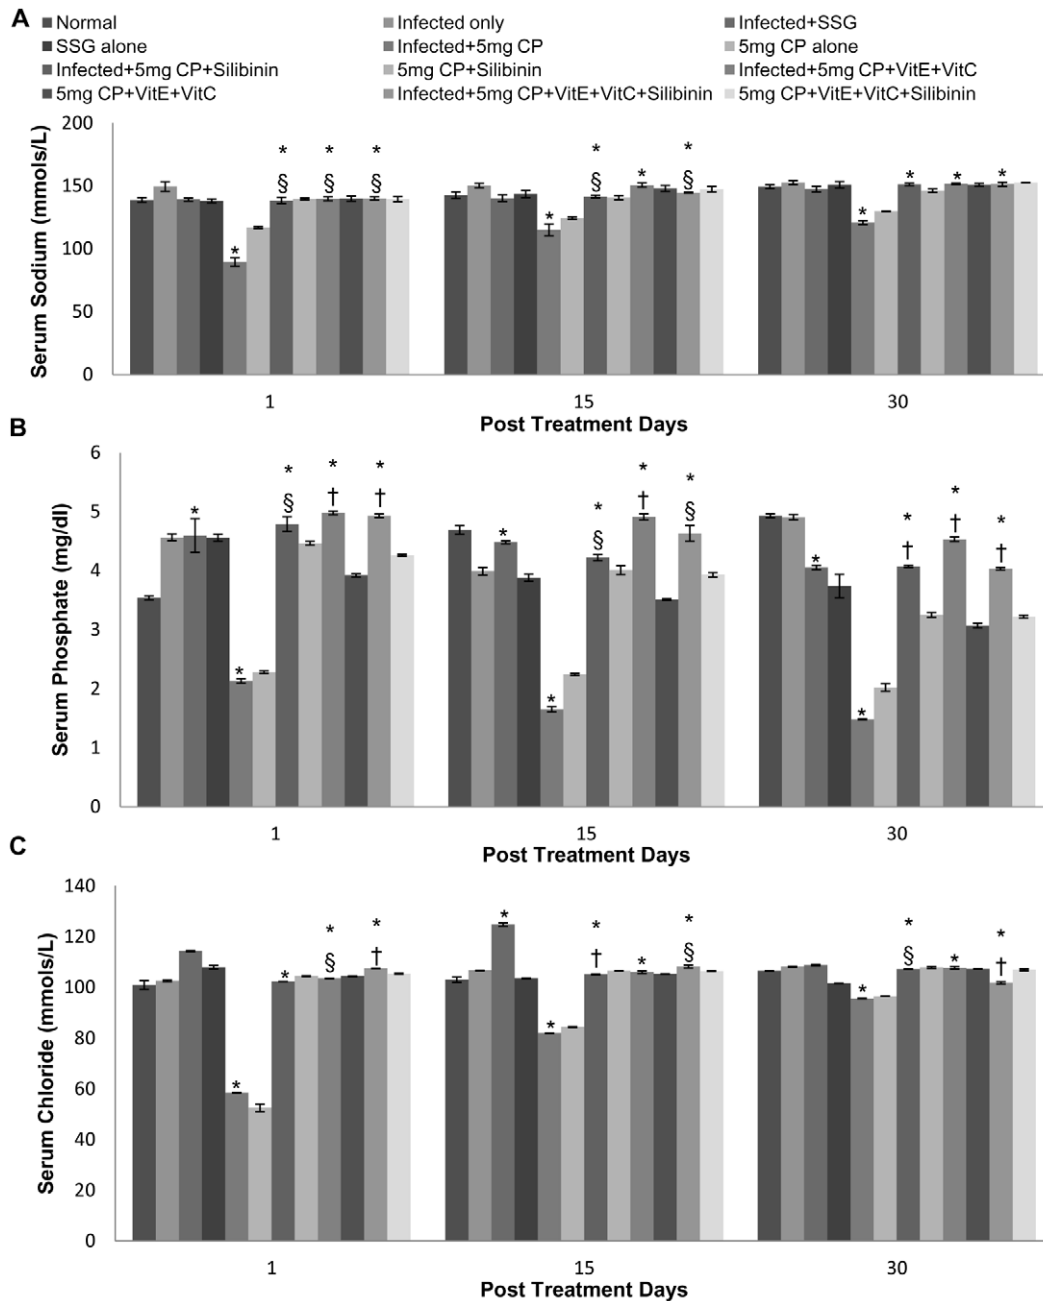 A
Normal Infected only Infected+SSG
SSG alone Infected+5mg CP 5mg CP alone
Infected+5mg CP+Silibinin 5mg CP+Silibinin Infected+5mg CP+VitE+VitC
5mg CP+VitE+VitC Infected+5mg CP+VitE+VitC+Silibinin 5mg CP+VitE+VitC+Silibinin
Serum Sodium (mmols/L)
200
150
100
50
0
* * * * *
§ § § § * § * * *
* * *
1 15 30
Post Treatment Days
B
Serum Phosphate (mg/dl)
6
5
4
3
2
1
0
* * * * * * * * *
* § † † * § † § * † † †
* * *
1 15 30
Post Treatment Days
C
Serum Chloride (mmols/L)
140
120
100
80
60
40
20
0
* * * * * * *
* § † † * § § * †
* * *
1 15 30
Post Treatment Days